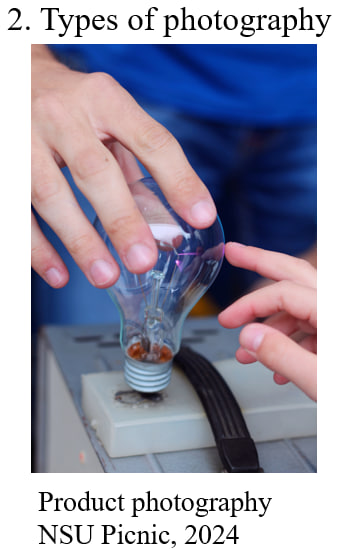 2. Types of photography
Product photography
NSU Picnic, 2024